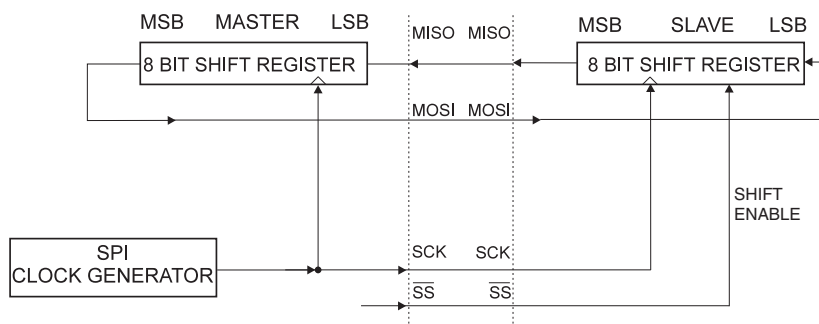 MSB MASTER LSB
MISO MISO
MSB SLAVE LSB
8 BIT SHIFT REGISTER
8 BIT SHIFT REGISTER
MOSI MOSI
SHIFT
ENABLE
SPI
CLOCK GENERATOR
SCK SCK
SS SS